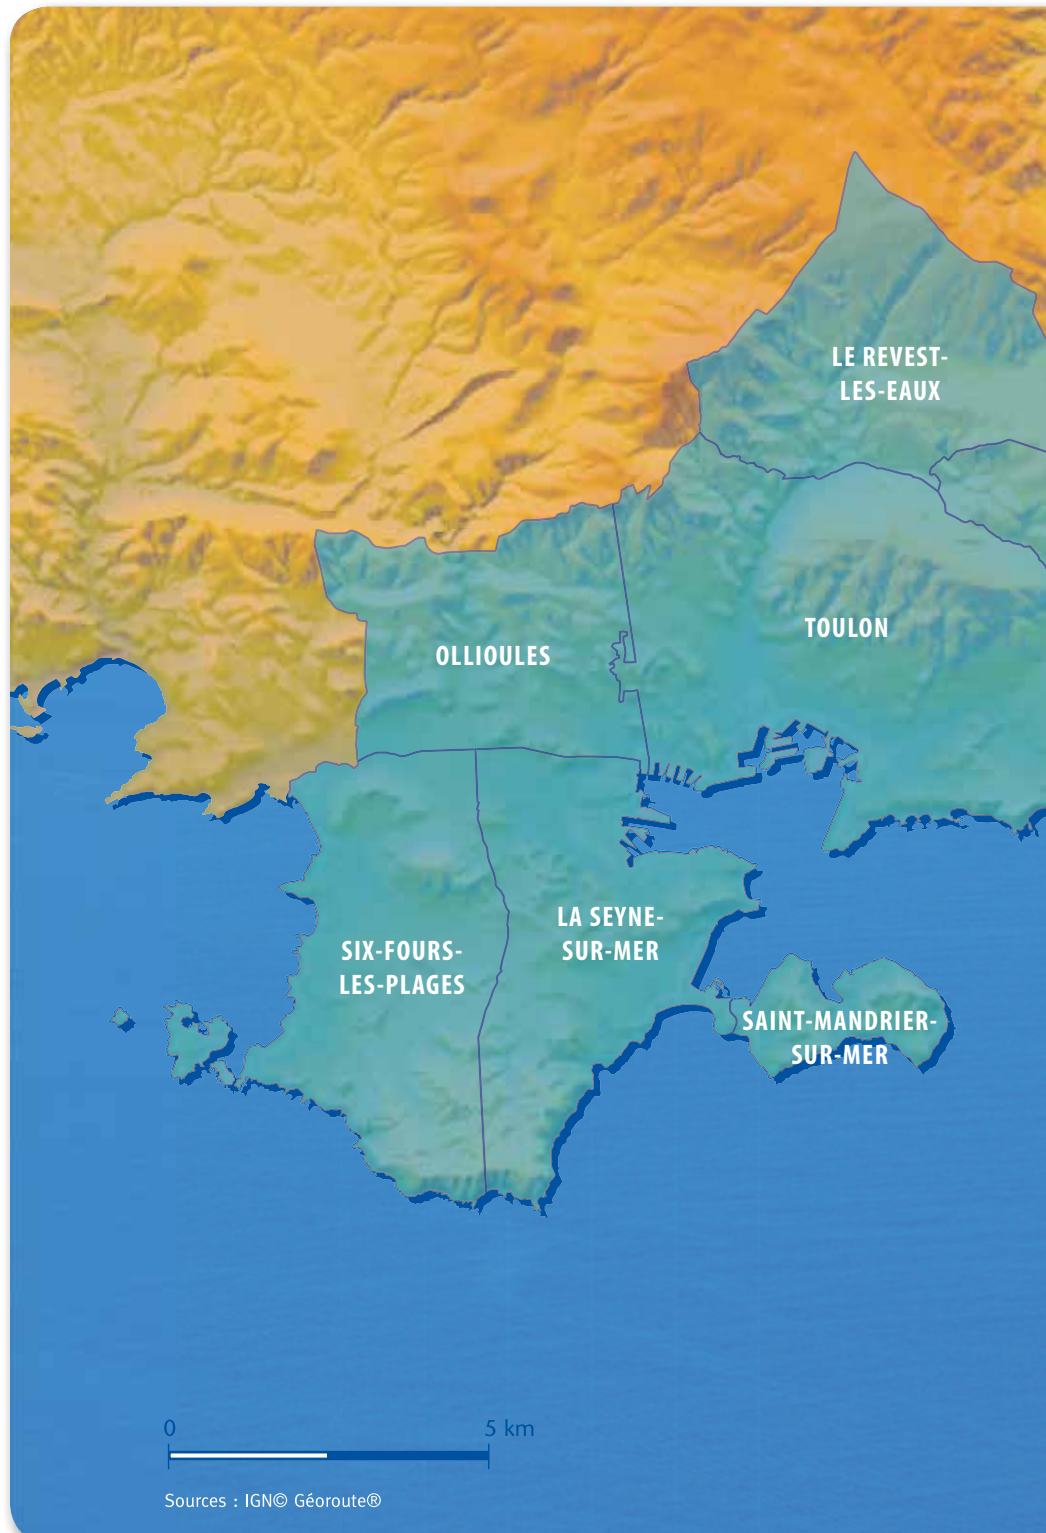 LE REVEST-
LES-EAUX
TOULON
OLLIOULES
LA SEYNE-
SUR-MER
SIX-FOURS-
LES-PLAGES
SAINT-MANDRIER-
SUR-MER
0 5 km
Sources : IGN© Géoroute®